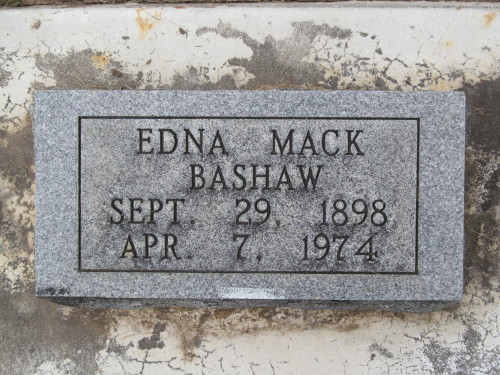 EDNA MACK
BASHAW
SEPT. 29, 1898
APR. 7, 1974